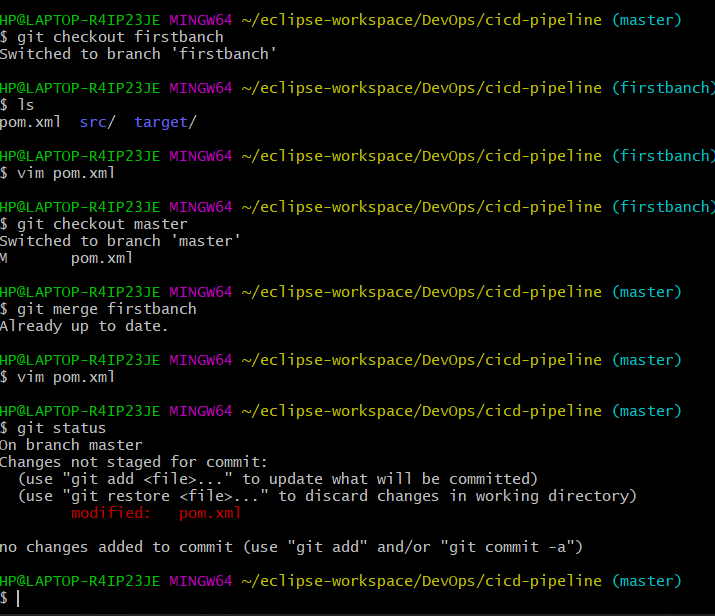 HP@LAPTOP-R4IP23JE MINGW64 ~/eclipse-workspace/DevOps/cicd-pipeline (master)
$ git checkout firstbanch
Switched to branch 'firstbanch'
HP@LAPTOP-R4IP23JE MINGW64 ~/eclipse-workspace/DevOps/cicd-pipeline (firstbanch)
$ ls
pom.xml  src/  target/
HP@LAPTOP-R4IP23JE MINGW64 ~/eclipse-workspace/DevOps/cicd-pipeline (firstbanch)
$ vim pom.xml
HP@LAPTOP-R4IP23JE MINGW64 ~/eclipse-workspace/DevOps/cicd-pipeline (firstbanch)
$ git checkout master
Switched to branch 'master'
M       pom.xml
HP@LAPTOP-R4IP23JE MINGW64 ~/eclipse-workspace/DevOps/cicd-pipeline (master)
$ git merge firstbanch
Already up to date.
HP@LAPTOP-R4IP23JE MINGW64 ~/eclipse-workspace/DevOps/cicd-pipeline (master)
$ vim pom.xml
HP@LAPTOP-R4IP23JE MINGW64 ~/eclipse-workspace/DevOps/cicd-pipeline (master)
$ git status
On branch master
Changes not staged for commit:
  (use "git add <file>..." to update what will be committed)
  (use "git restore <file>..." to discard changes in working directory)
        modified:   pom.xml
no changes added to commit (use "git add" and/or "git commit -a")
HP@LAPTOP-R4IP23JE MINGW64 ~/eclipse-workspace/DevOps/cicd-pipeline (master)
$